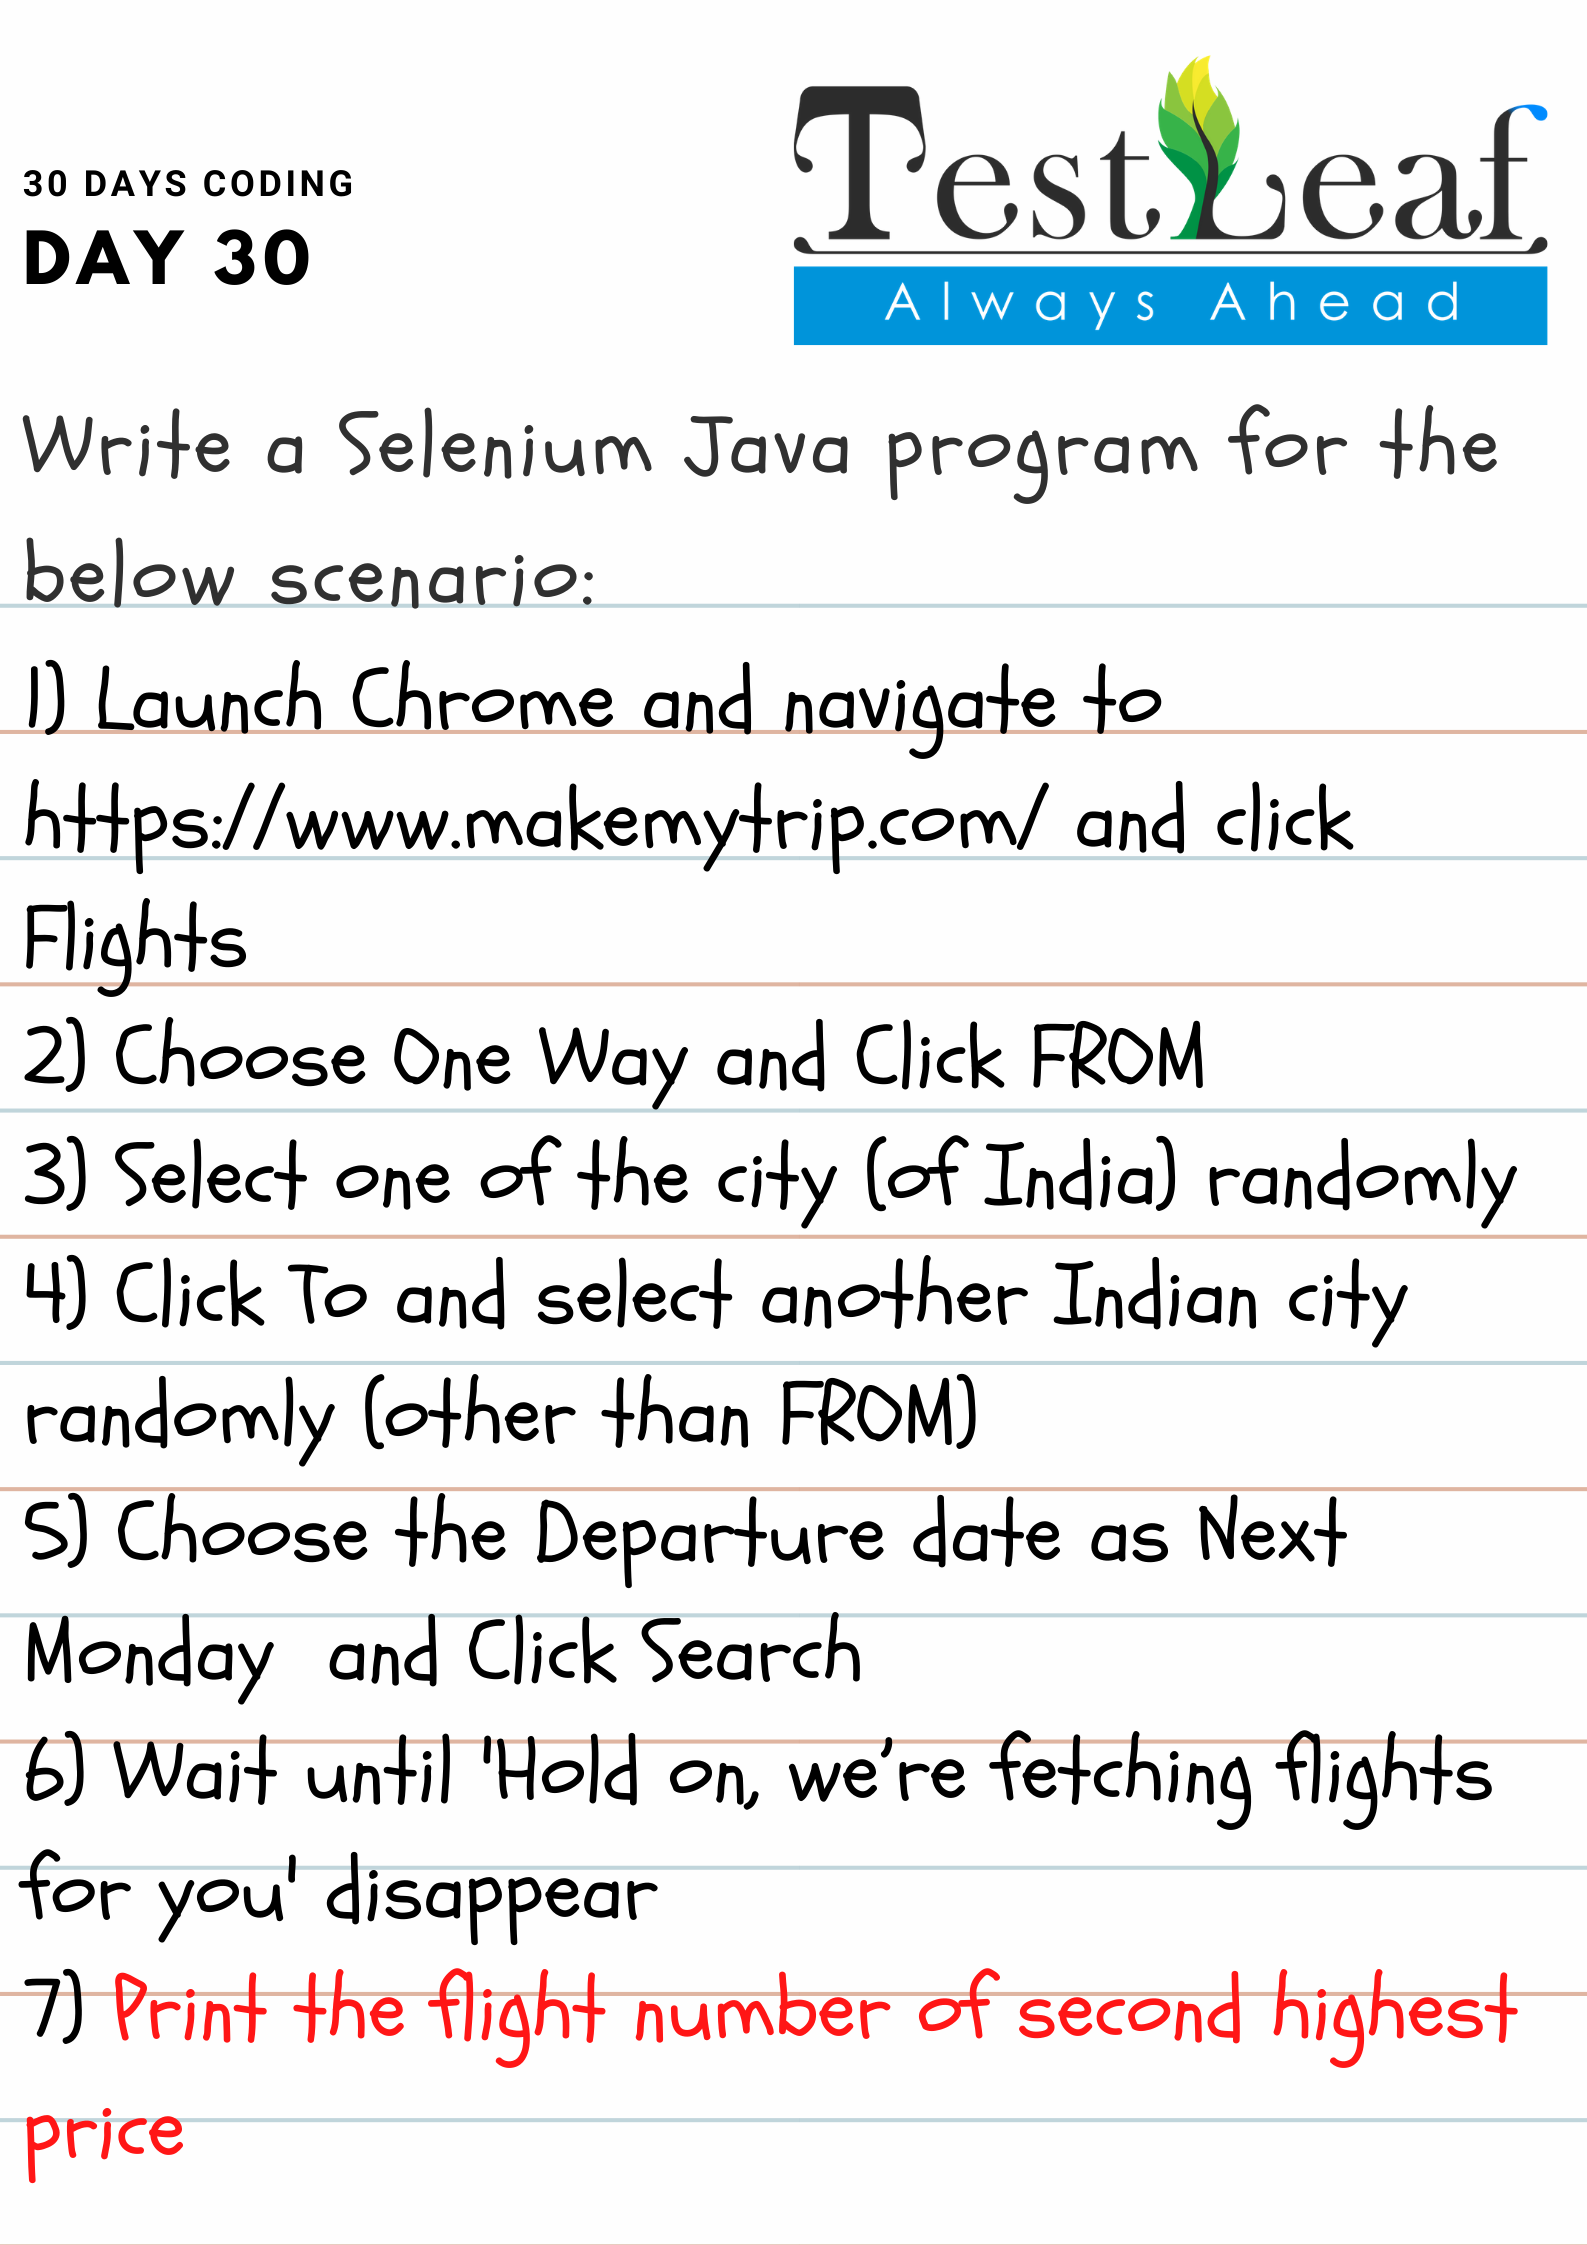 30 DAYS CODING
DAY 30
TestLeaf
Always Ahead
Write a Selenium Java program for the
below scenario:
1) Launch Chrome and navigate to
https://www.makemytrip.com/ and click
Flights
2) Choose One Way and Click FROM
3) Select one of the city (of India) randomly
4) Click To and select another Indian city
randomly (other than FROM)
5) Choose the Departure date as Next
Monday  and Click Search
6) Wait until 'Hold on, we’re fetching flights
for you' disappear
7) Print the flight number of second highest
price